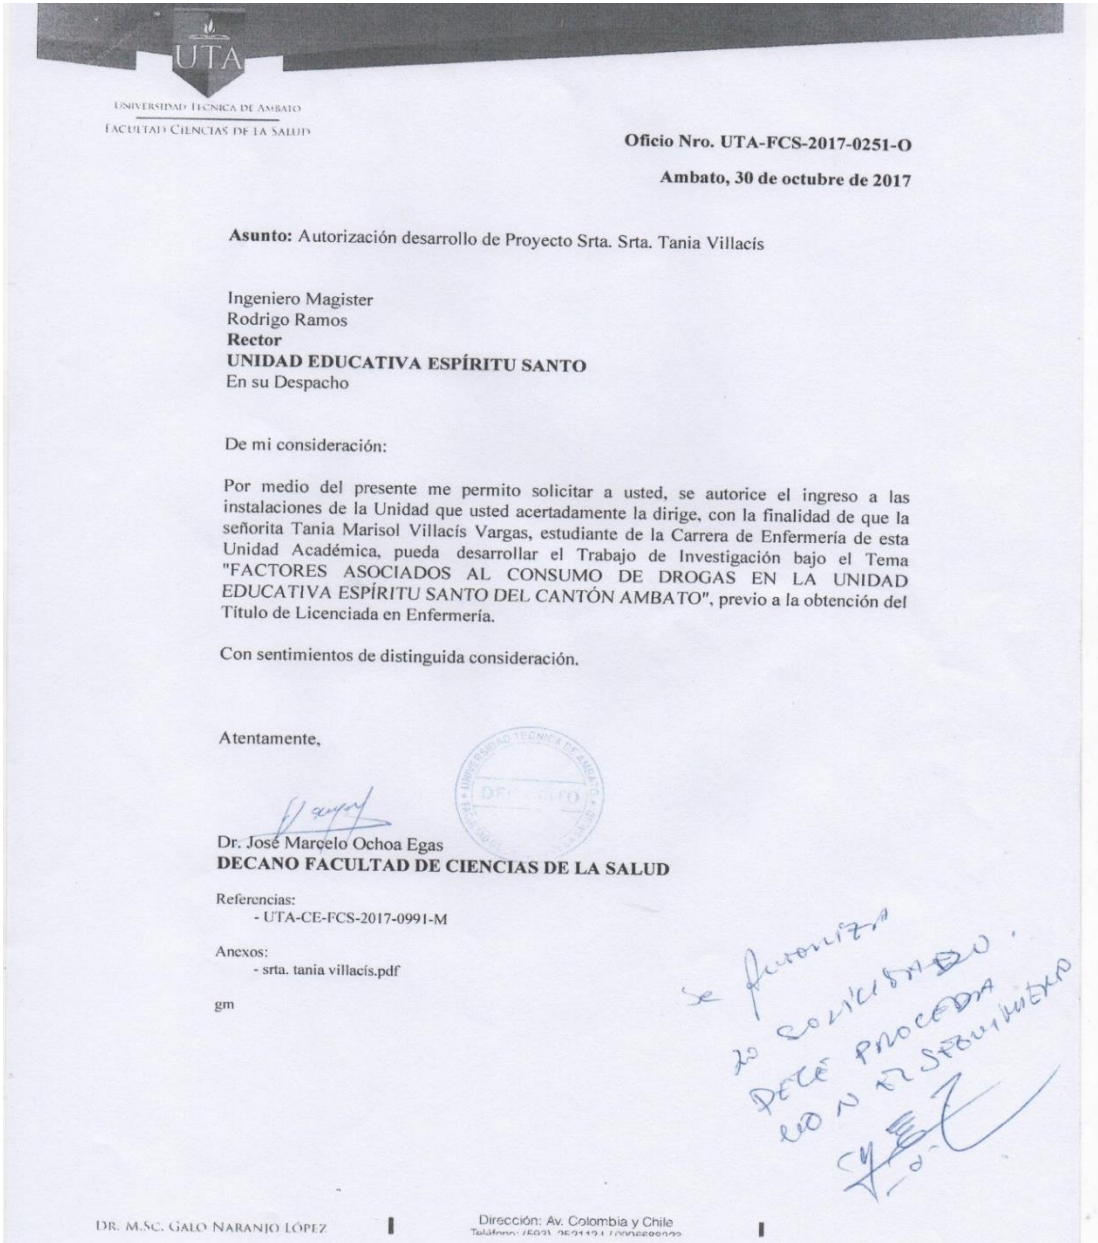 UTA
UNIVERSIDAD TECNICA DE AMBATO
FACULTAD CIENCIAS DE LA SALUD
Oficio Nro. UTA-FCS-2017-0251-O
Ambato, 30 de octubre de 2017
Asunto: Autorización desarrollo de Proyecto Srta. Srta. Tania Villacís
Ingeniero Magister
Rodrigo Ramos
Rector
UNIDAD EDUCATIVA ESPÍRITU SANTO
En su Despacho
De mi consideración:
Por medio del presente me permito solicitar a usted, se autorice el ingreso a las
instalaciones de la Unidad que usted acertadamente la dirige, con la finalidad de que la
señorita Tania Marisol Villacís Vargas, estudiante de la Carrera de Enfermería de esta
Unidad Académica, pueda desarrollar el Trabajo de Investigación bajo el Tema
"FACTORES ASOCIADOS AL CONSUMO DE DROGAS EN LA UNIDAD
EDUCATIVA ESPÍRITU SANTO DEL CANTÓN AMBATO", previo a la obtención del
Título de Licenciada en Enfermería.
Con sentimientos de distinguida consideración.
Atentamente,
UNIVERSIDAD TECNICA DE AMBATO
Dr. José Marcelo Ochoa Egas
DECANO FACULTAD DE CIENCIAS DE LA SALUD
Referencias:
- UTA-CE-FCS-2017-0991-M
Anexos:
- srta. tania villacís.pdf
gm
Se Autoriza
lo SOLICITADO.
DECE PROCEDA
CON EL SEGUIMIENTO
DR. M.SC. GALO NARANJO LÓPEZ
Dirección: Av. Colombia y Chile